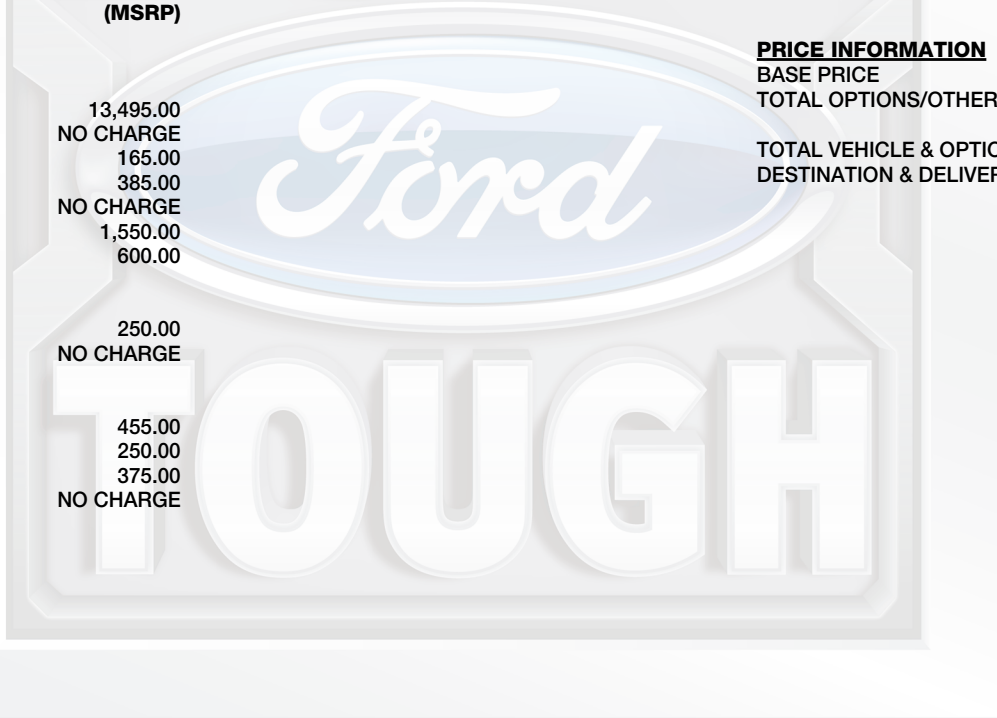 (MSRP)
13,495.00
NO CHARGE
165.00
385.00
NO CHARGE
1,550.00
600.00
250.00
NO CHARGE
455.00
250.00
375.00
NO CHARGE
PRICE INFORMATION
BASE PRICE
TOTAL OPTIONS/OTHER
TOTAL VEHICLE & OPTIO
DESTINATION & DELIVER
Ford
TOUGH